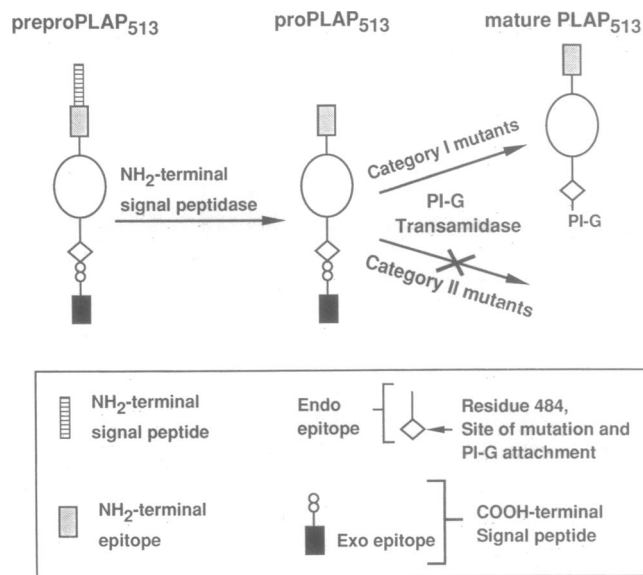 preproPLAP513
proPLAP513
mature PLAP513
NH2-terminal
signal peptidase
Category I mutants
PI-G
Transamidase
Category II mutants
PI-G
NH2-terminal
signal peptide
Endo
epitope
Residue 484,
Site of mutation and
PI-G attachment
NH2-terminal
epitope
Exo epitope
COOH-terminal
Signal peptide